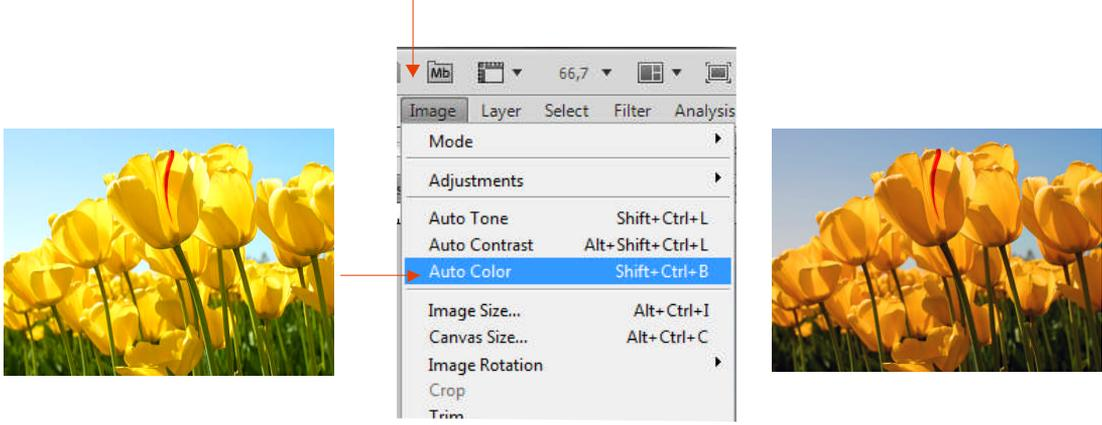 Mb 66,7
Image Layer Select Filter Analysis
Mode
Adjustments
Auto Tone Shift+Ctrl+L
Auto Contrast Alt+Shift+Ctrl+L
Auto Color Shift+Ctrl+B
Image Size... Alt+Ctrl+I
Canvas Size... Alt+Ctrl+C
Image Rotation
Crop
Trim